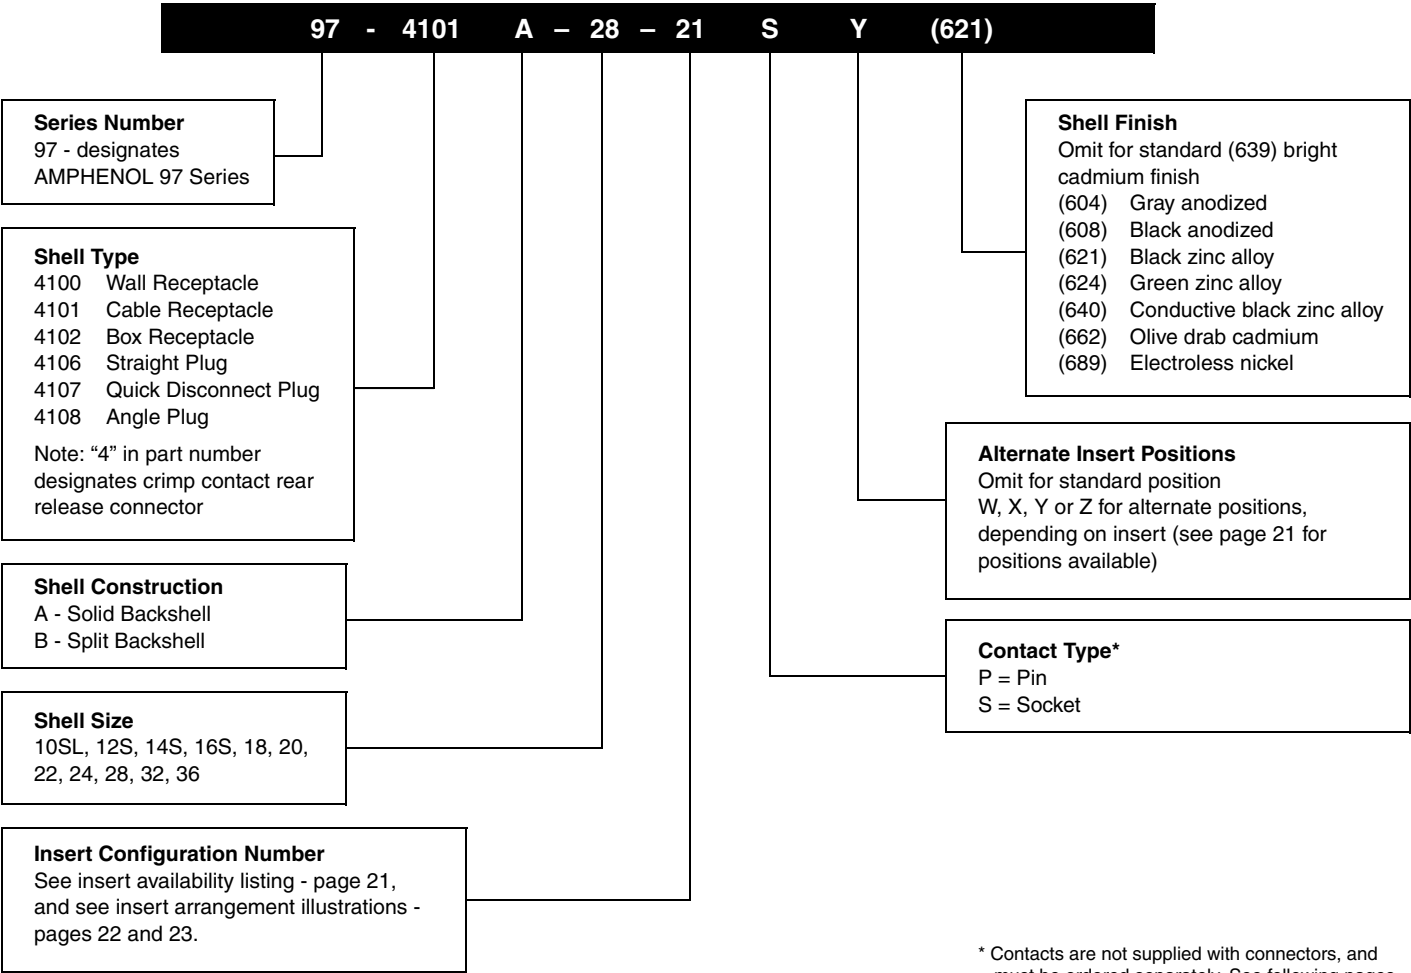 97 - 4101 A – 28 – 21 S Y (621)
Series Number
97 - designates
AMPHENOL 97 Series
Shell Type
4100 Wall Receptacle
4101 Cable Receptacle
4102 Box Receptacle
4106 Straight Plug
4107 Quick Disconnect Plug
4108 Angle Plug
Note: “4” in part number
designates crimp contact rear
release connector
Shell Construction
A - Solid Backshell
B - Split Backshell
Shell Size
10SL, 12S, 14S, 16S, 18, 20,
22, 24, 28, 32, 36
Insert Configuration Number
See insert availability listing - page 21,
and see insert arrangement illustrations -
pages 22 and 23.
Shell Finish
Omit for standard (639) bright
cadmium finish
(604) Gray anodized
(608) Black anodized
(621) Black zinc alloy
(624) Green zinc alloy
(640) Conductive black zinc alloy
(662) Olive drab cadmium
(689) Electroless nickel
Alternate Insert Positions
Omit for standard position
W, X, Y or Z for alternate positions,
depending on insert (see page 21 for
positions available)
Contact Type*
P = Pin
S = Socket
* Contacts are not supplied with connectors, and
must be ordered separately. See following pages